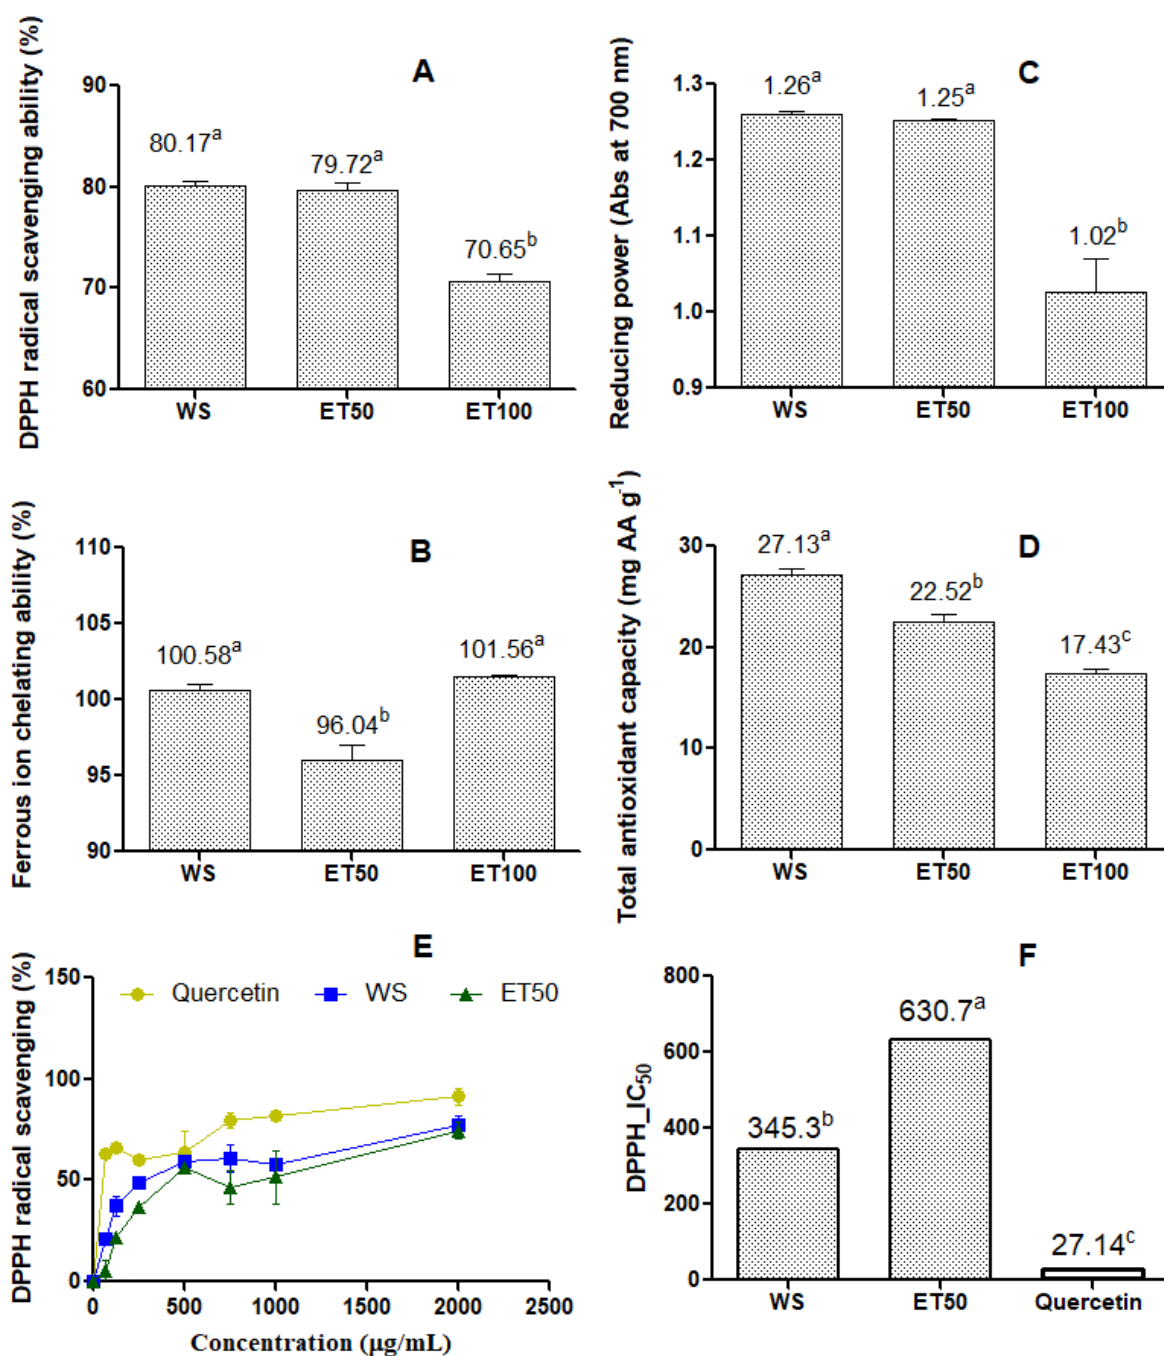 A
DPPH radical scavenging ability (%)
90
80
70
60
80.17a
79.72a
70.65b
WS ET50 ET100
C
Reducing power (Abs at 700 nm)
1.3
1.2
1.1
1.0
0.9
1.26a
1.25a
1.02b
WS ET50 ET100
B
Ferrous ion chelating ability (%)
110
105
100
95
90
100.58a
96.04b
101.56a
WS ET50 ET100
D
Total antioxidant capacity (mg AA g-1)
30
20
10
0
27.13a
22.52b
17.43c
WS ET50 ET100
E
DPPH radical scavenging (%)
150
100
50
0
Quercetin WS ET50
0 500 1000 1500 2000 2500
Concentration (µg/mL)
F
DPPH_IC50
800
600
400
200
0
345.3b
630.7a
27.14c
WS ET50 Quercetin